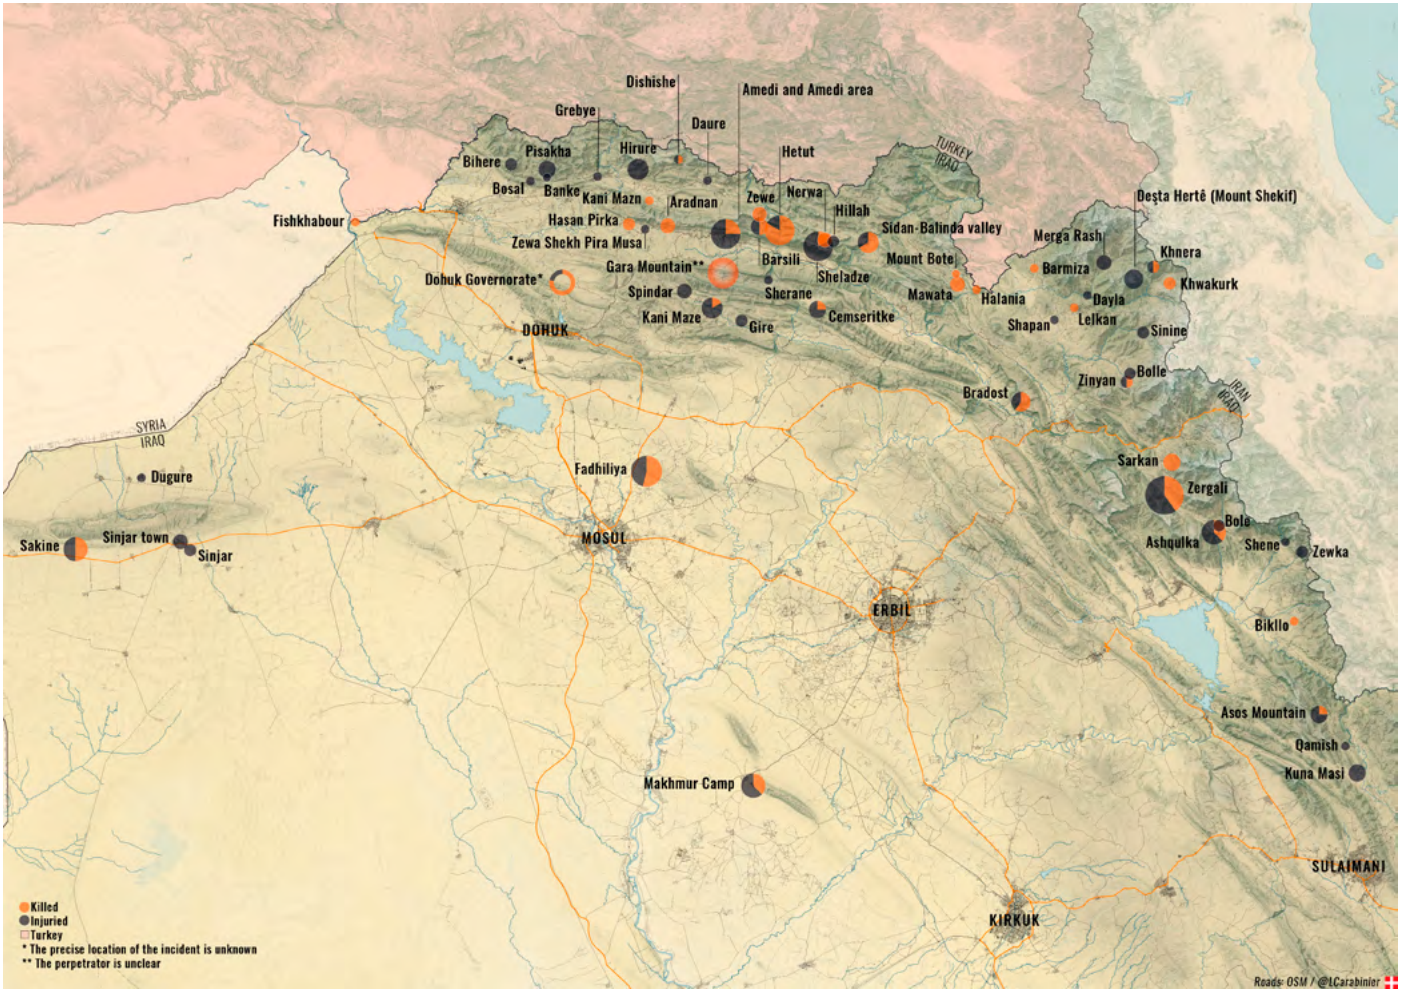 Dishishe
Amedi and Amedi area
Grebye
Daure
TURKEY
IRAQ
Bihere
Pisakha
Hirure
Hetut
Bosal
Banke
Kani Mazn
Aradnan
Zewe
Nerwa
Hillah
Deşta Hertê (Mount Shekif)
Fishkhabour
Hasan Pirka
Zewa Shekh Pira Musa
Sidan-Balinda valley
Merga Rash
Khnera
Barsili
Mount Bote
Gara Mountain**
Sheladze
Barmiza
Dohuk Governorate*
Khwakurk
Spindar
Sherane
Mawata
Halania
Dayla
Kani Maze
Cemseritke
Lelkan
Gire
Shapan
DOHUK
Sinine
Bolle
Zinyan
IRAN
IRAQ
Bradost
SYRIA
IRAQ
Sarkan
Fadhiliya
Dugure
Zergali
Bole
Sakine
Sinjar town
Sinjar
MOSUL
Ashqulka
Shene
Zewka
ERBIL
Bikllo
Asos Mountain
Qamish
Kuna Masi
Makhmur Camp
SULAIMANI
Killed
Injuried
KIRKUK
Turkey
* The precise location of the incident is unknown
** The perpetrator is unclear
Roads: OSM / @LCarabinier